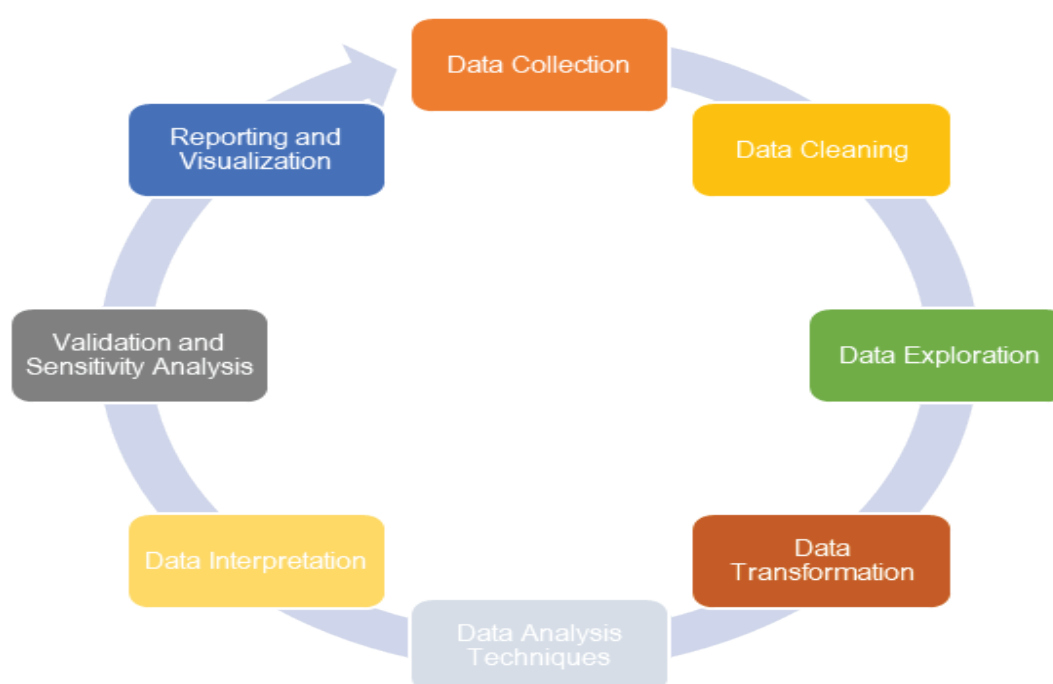 Data Collection
Data Cleaning
Data Exploration
Data
Transformation
Data Analysis
Techniques
Data Interpretation
Validation and
Sensitivity Analysis
Reporting and
Visualization